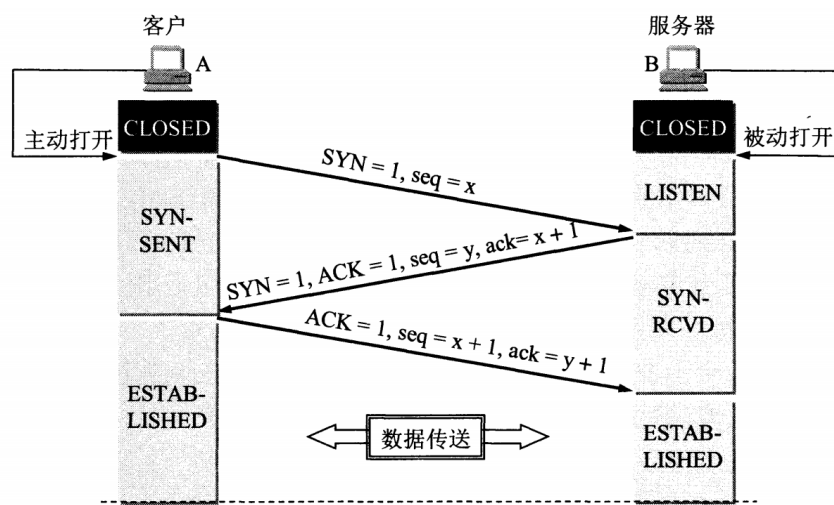 客户
服务器
A
B
CLOSED
CLOSED
主动打开
被动打开
SYN = 1, seq = x
LISTEN
SYN-
SENT
SYN = 1, ACK = 1, seq = y, ack= x + 1
SYN-
RCVD
ACK = 1, seq = x + 1, ack = y + 1
ESTAB-
LISHED
数据传送
ESTAB-
LISHED